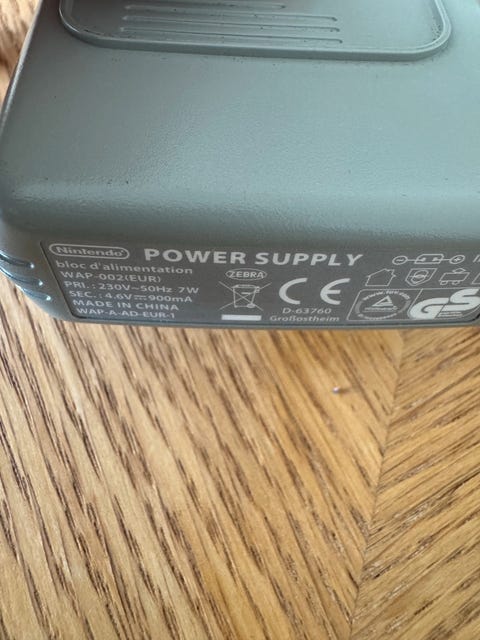 Nintendo POWER SUPPLY
bloc d'alimentation
WAP-002(EUR)
PRI.: 230V~50Hz 7W
SEC.: 4.6V⎓900mA
MADE IN CHINA
WAP-A-AD-EUR-1
ZEBRA
CE
D-63760
Großostheim
GS